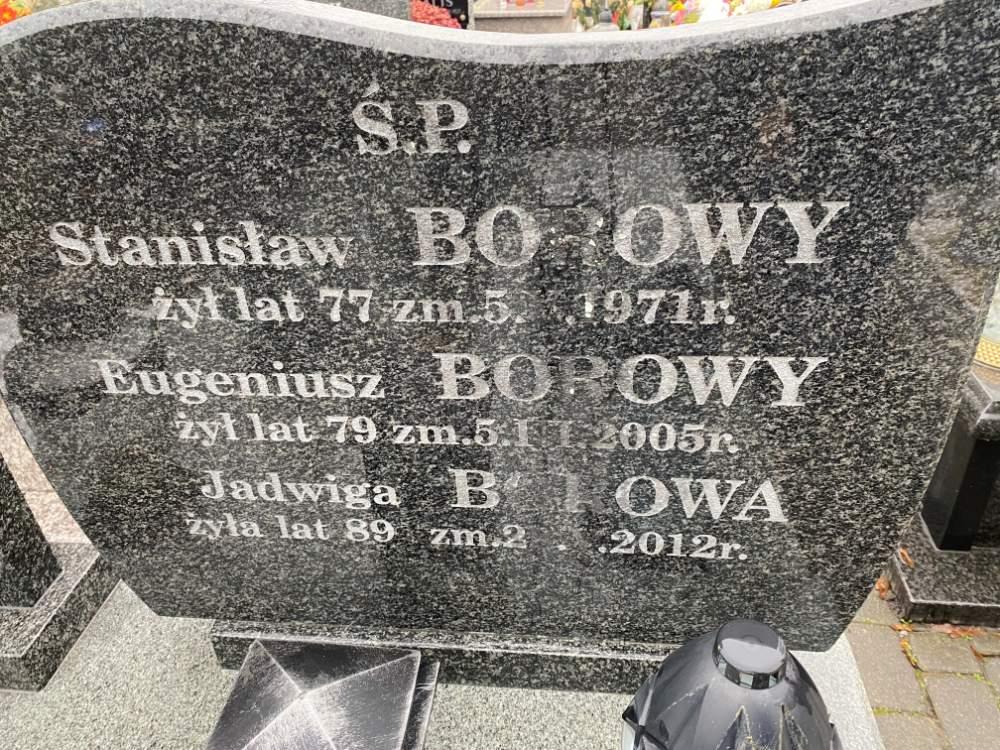 Ś.P.
Stanisław BOROWY
żył lat 77 zm.5. .1971r.
Eugeniusz BOROWY
żył lat 79 zm.5.I .2005r.
Jadwiga BOROWA
żyła lat 89 zm.2 . .2012r.